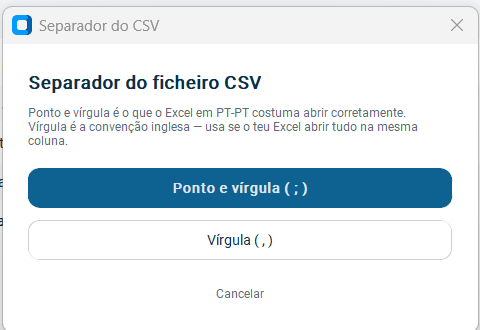 Separador do CSV
Separador do ficheiro CSV
Ponto e vírgula é o que o Excel em PT-PT costuma abrir corretamente.
Vírgula é a convenção inglesa — usa se o teu Excel abrir tudo na mesma
coluna.
Ponto e vírgula ( ; )
Vírgula ( , )
Cancelar